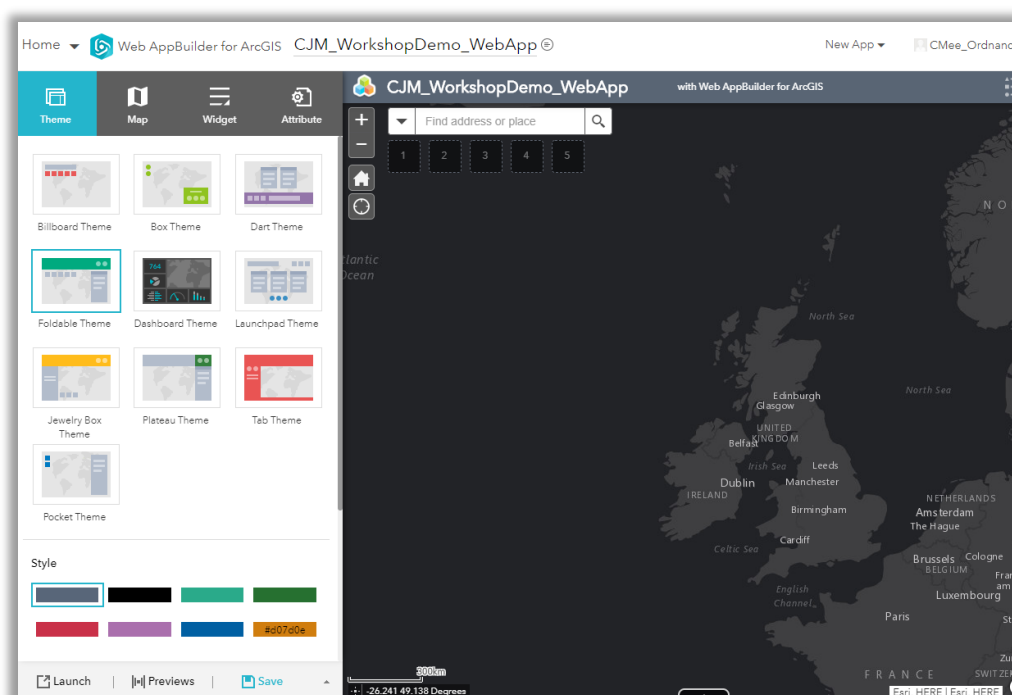 Home
Web AppBuilder for ArcGIS
CJM_WorkshopDemo_WebApp
New App
Theme
Map
Widget
Attribute
CJM_WorkshopDemo_WebApp
with Web AppBuilder for ArcGIS
+
Find address or place
−
1 2 3 4 5
Billboard Theme
Box Theme
Dart Theme
764
Foldable Theme
Dashboard Theme
Launchpad Theme
Jewelry Box
Theme
Plateau Theme
Tab Theme
Pocket Theme
Style
#d07d0e
Launch
Previews
Save
Ocean
North Sea
North Sea
Edinburgh
Glasgow
UNITED
KINGDOM
Belfast
Irish Sea
Leeds
Dublin
Manchester
IRELAND
Birmingham
NETHERLANDS
Amsterdam
The Hague
Cardiff
Celtic Sea
Brussels
Cologne
BELGIUM
English
Channel
Luxembourg
Paris
FRANCE
300km
-26.241 49.138 Degrees
Esri, HERE | Esri, HERE